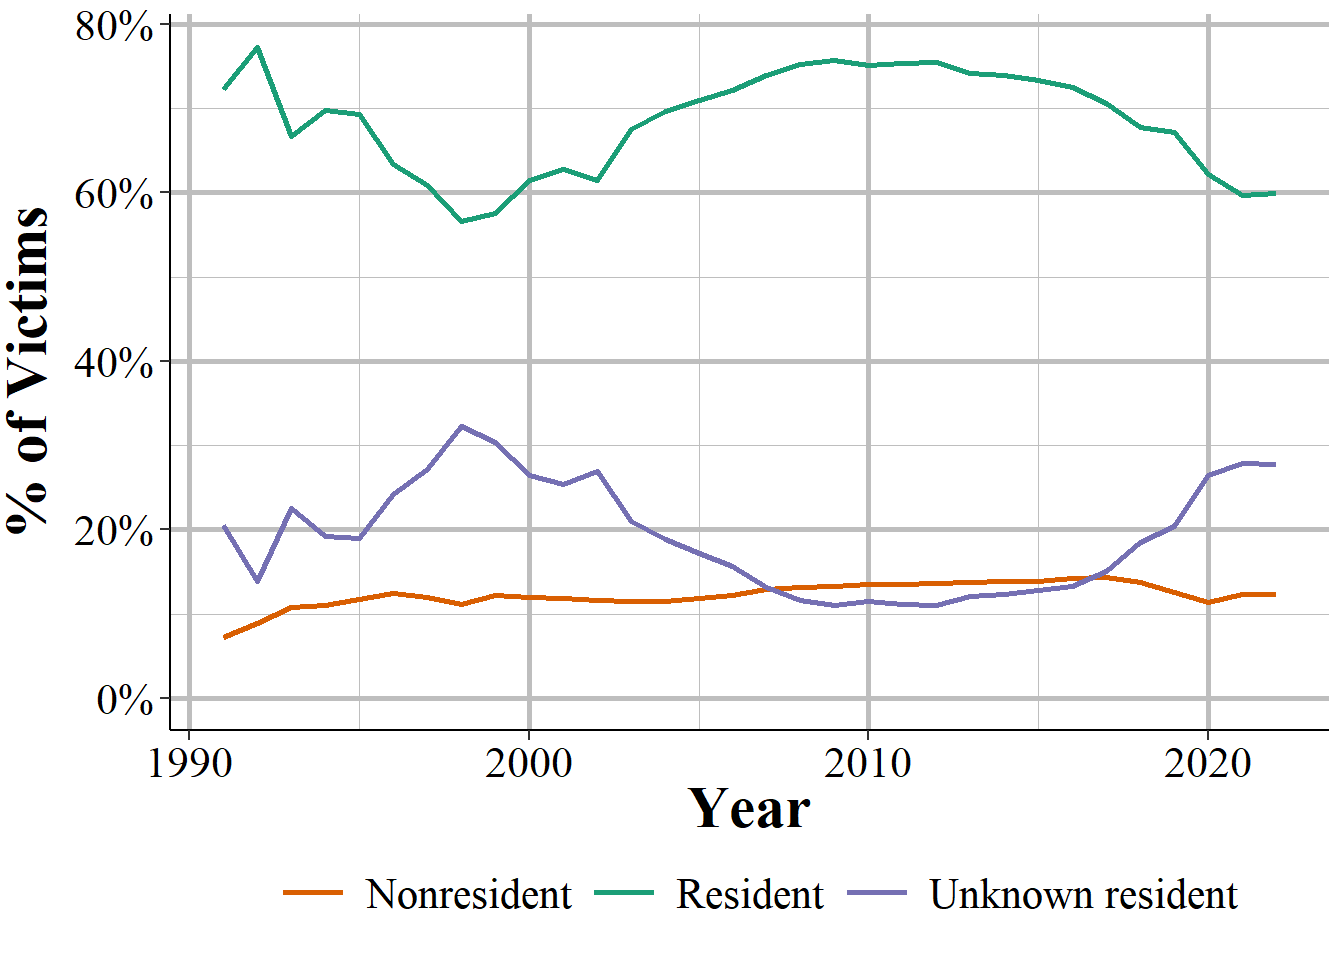 80%
60%
40%
20%
0%
% of Victims
1990 2000 2010 2020
Year
Nonresident Resident Unknown resident